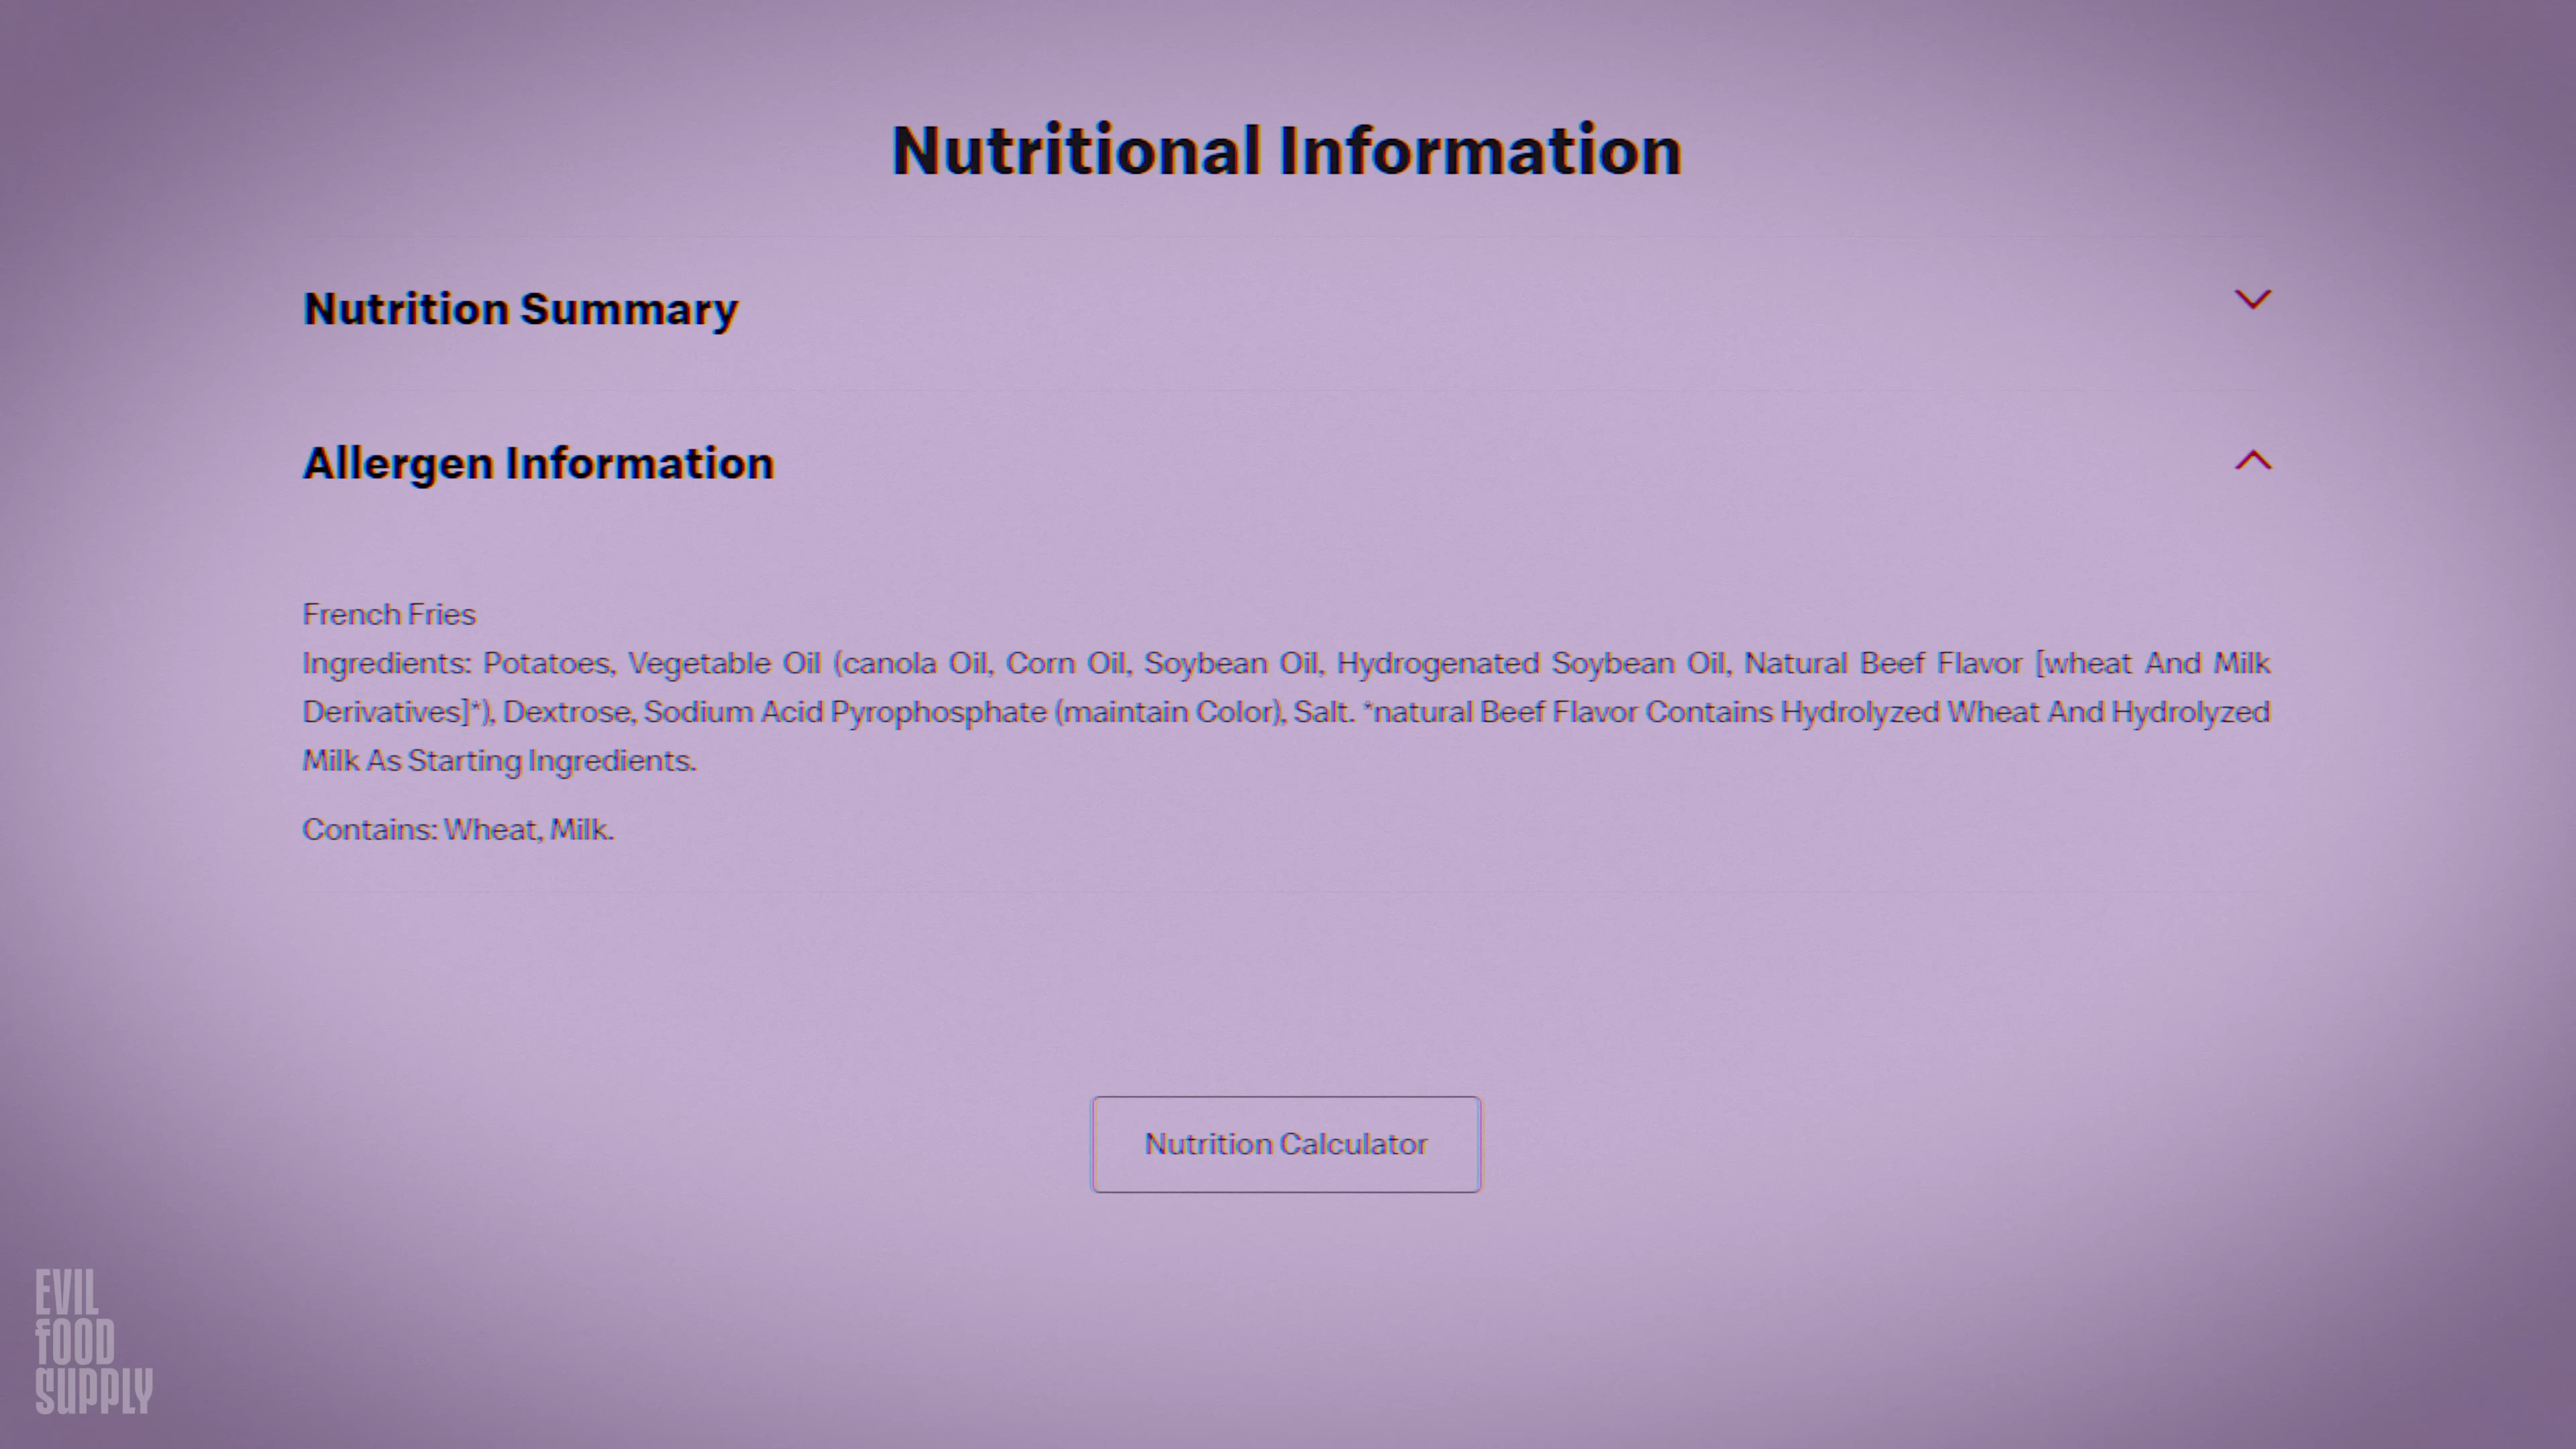 Nutritional Information
Nutrition Summary
Allergen Information
French Fries
Ingredients: Potatoes, Vegetable Oil (canola Oil, Corn Oil, Soybean Oil, Hydrogenated Soybean Oil, Natural Beef Flavor [wheat And Milk
Derivatives]*), Dextrose, Sodium Acid Pyrophosphate (maintain Color), Salt. *natural Beef Flavor Contains Hydrolyzed Wheat And Hydrolyzed
Milk As Starting Ingredients.
Contains: Wheat, Milk.
Nutrition Calculator
EVIL
fOOD
SUPPLY